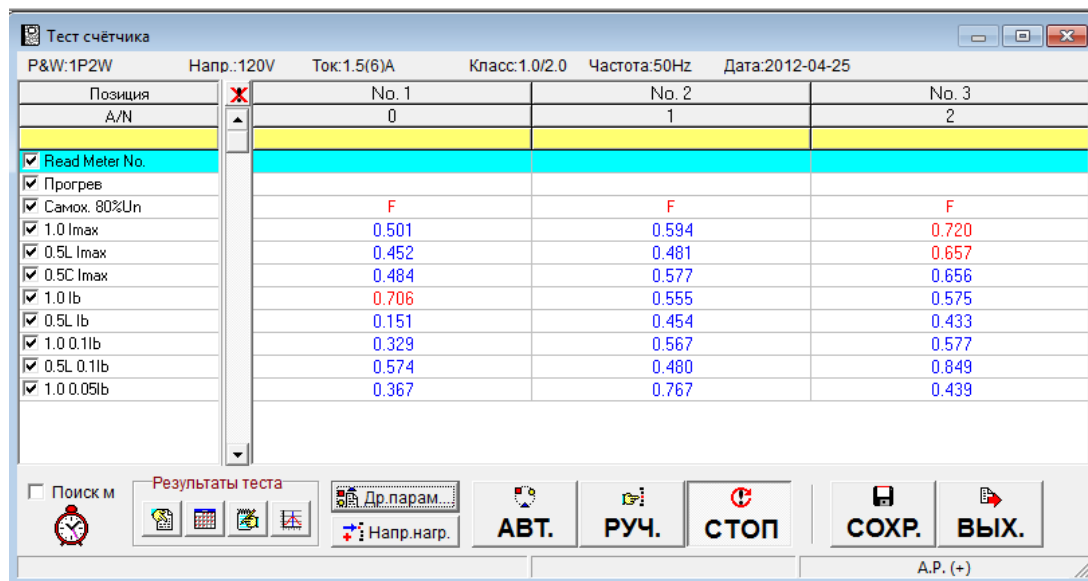 Тест счётчика
P&W:1P2W Напр.:120V Ток:1.5(6)А Класс:1.0/2.0 Частота:50Hz Дата:2012-04-25
Позиция No. 1 No. 2 No. 3
A/N 0 1 2
Read Meter No.
Прогрев
Самох. 80%Un F F F
1.0 Imax 0.501 0.594 0.720
0.5L Imax 0.452 0.481 0.657
0.5C Imax 0.484 0.577 0.656
1.0 Ib 0.706 0.555 0.575
0.5L Ib 0.151 0.454 0.433
1.0 0.1Ib 0.329 0.567 0.577
0.5L 0.1Ib 0.574 0.480 0.849
1.0 0.05Ib 0.367 0.767 0.439
Поиск м Результаты теста Др.парам... Напр.нагр. АВТ. РУЧ. СТОП СОХР. ВЫХ.
A.P. (+)